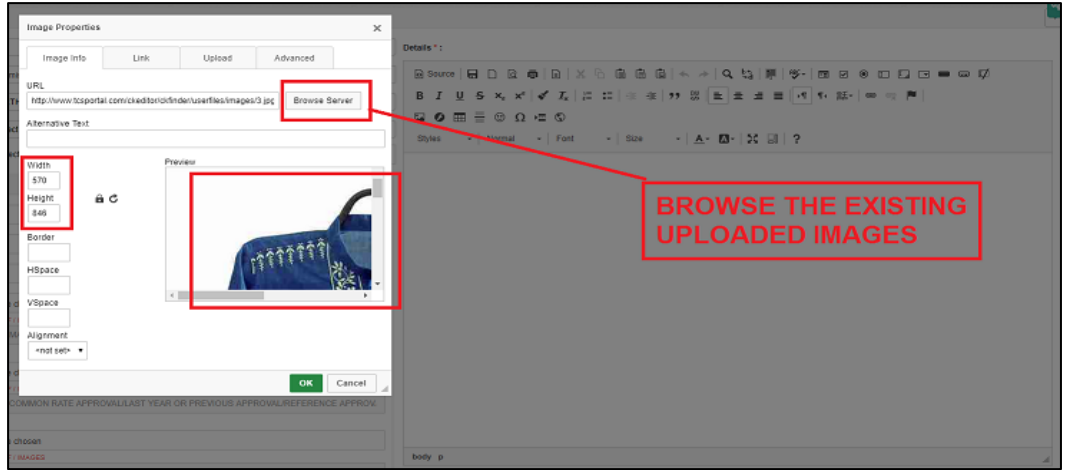 Image Properties
Image Info
Link
Upload
Advanced
URL
http://www.tcsportal.com/ckeditor/ckfinder/userfiles/images/3.jpg
Browse Server
Alternative Text
Width
570
Height
846
Preview
Border
HSpace
VSpace
Alignment
<not set>
OK
Cancel
Details * :
Source
Styles
Normal
Font
Size
BROWSE THE EXISTING
UPLOADED IMAGES
COMMON RATE APPROVAL/LAST YEAR OR PREVIOUS APPROVAL/REFERENCE APPROV.
chosen
/ IMAGES
body p